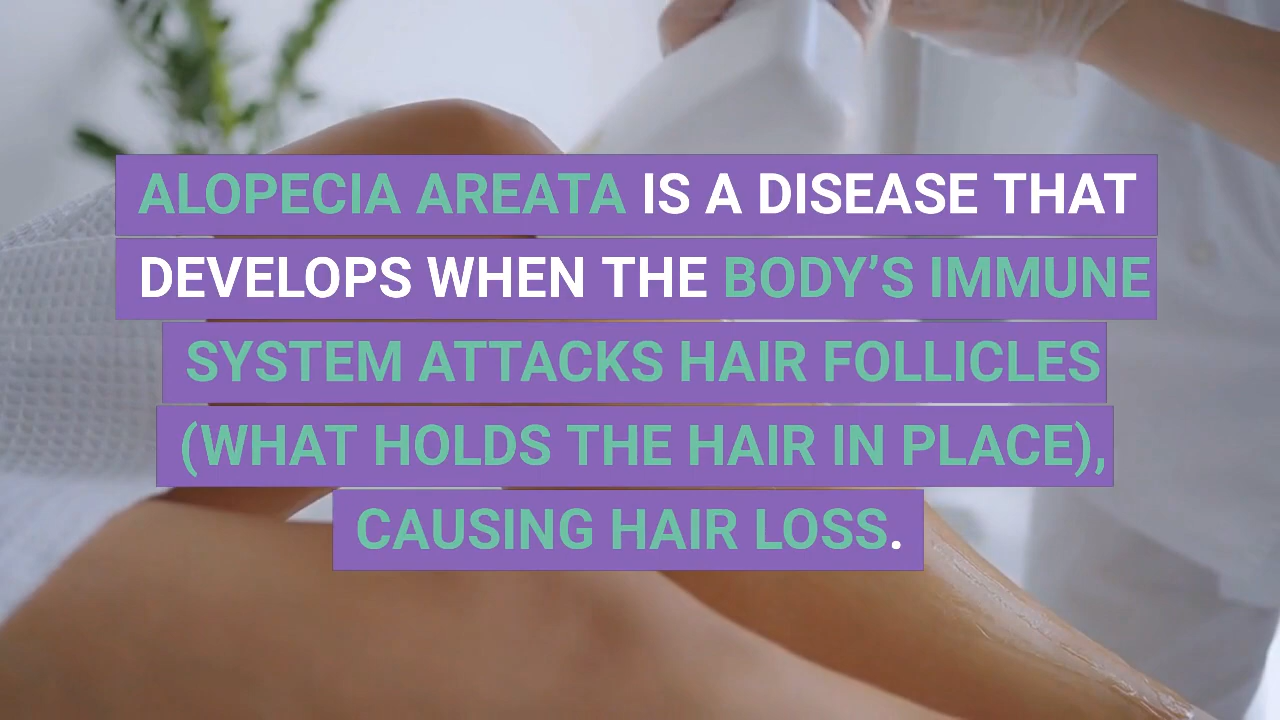 ALOPECIA AREATA IS A DISEASE THAT
DEVELOPS WHEN THE BODY’S IMMUNE
SYSTEM ATTACKS HAIR FOLLICLES
(WHAT HOLDS THE HAIR IN PLACE),
CAUSING HAIR LOSS.